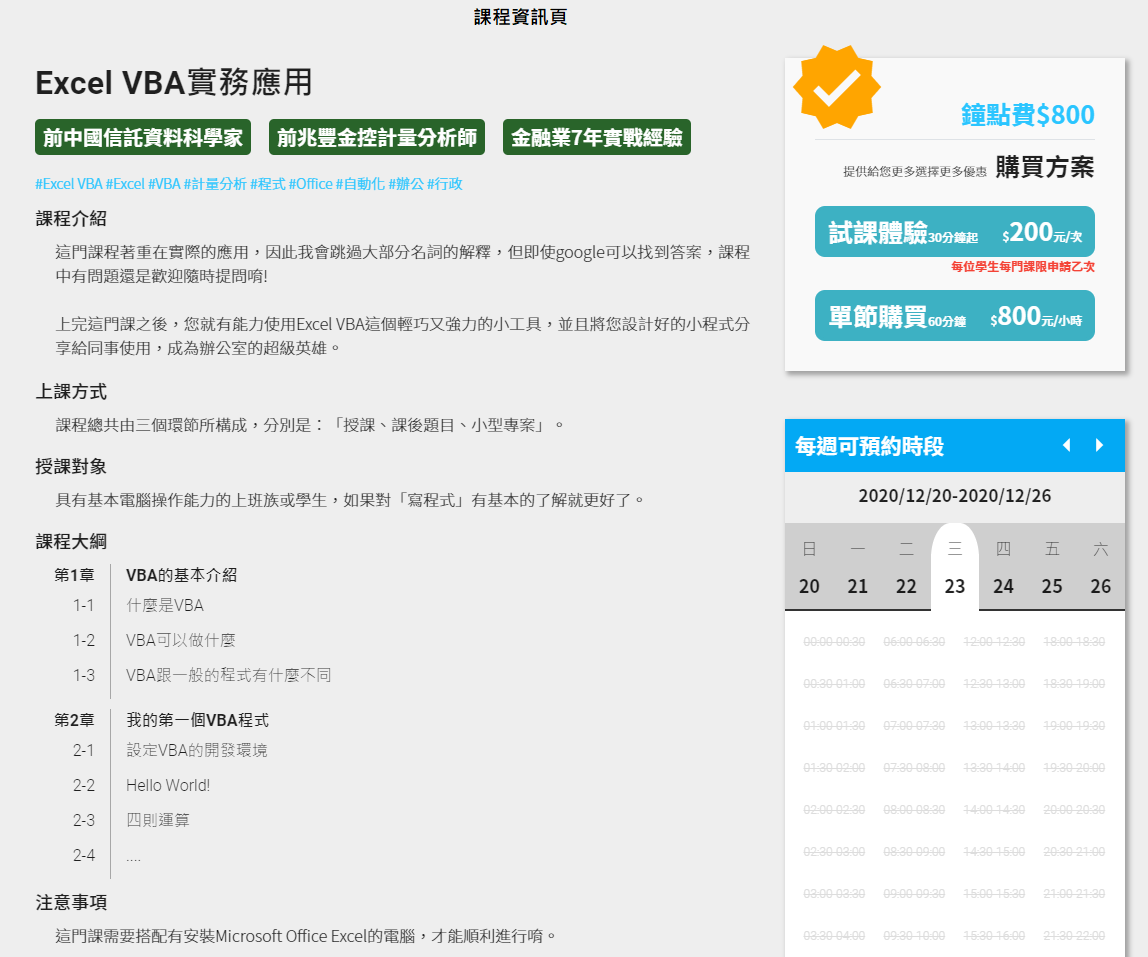 課程資訊頁
Excel VBA實務應用
前中國信託資料科學家 前兆豐金控計量分析師 金融業7年實戰經驗
#Excel VBA #Excel #VBA #計量分析 #程式 #Office #自動化 #辦公 #行政
課程介紹
這門課程著重在實際的應用，因此我會跳過大部分名詞的解釋，但即使google可以找到答案，課程
中有問題還是歡迎隨時提問唷!
上完這門課之後，您就有能力使用Excel VBA這個輕巧又強力的小工具，並且將您設計好的小程式分
享給同事使用，成為辦公室的超級英雄。
上課方式
課程總共由三個環節所構成，分別是：「授課、課後題目、小型專案」。
授課對象
具有基本電腦操作能力的上班族或學生，如果對「寫程式」有基本的了解就更好了。
課程大綱
第1章 VBA的基本介紹
1-1 什麼是VBA
1-2 VBA可以做什麼
1-3 VBA跟一般的程式有什麼不同
第2章 我的第一個VBA程式
2-1 設定VBA的開發環境
2-2 Hello World!
2-3 四則運算
2-4 ....
注意事項
這門課需要搭配有安裝Microsoft Office Excel的電腦，才能順利進行唷。
鐘點費$800
提供給您更多選擇更多優惠 購買方案
試課體驗30分鐘起 $200元/次
每位學生每門課限申請乙次
單節購買60分鐘 $800元/小時
每週可預約時段
2020/12/20-2020/12/26
日 一 二 三 四 五 六
20 21 22 23 24 25 26
00:00-00:30 06:00-06:30 12:00-12:30 18:00-18:30
00:30-01:00 06:30-07:00 12:30-13:00 18:30-19:00
01:00-01:30 07:00-07:30 13:00-13:30 19:00-19:30
01:30-02:00 07:30-08:00 13:30-14:00 19:30-20:00
02:00-02:30 08:00-08:30 14:00-14:30 20:00-20:30
02:30-03:00 08:30-09:00 14:30-15:00 20:30-21:00
03:00-03:30 09:00-09:30 15:00-15:30 21:00-21:30
03:30-04:00 09:30-10:00 15:30-16:00 21:30-22:00